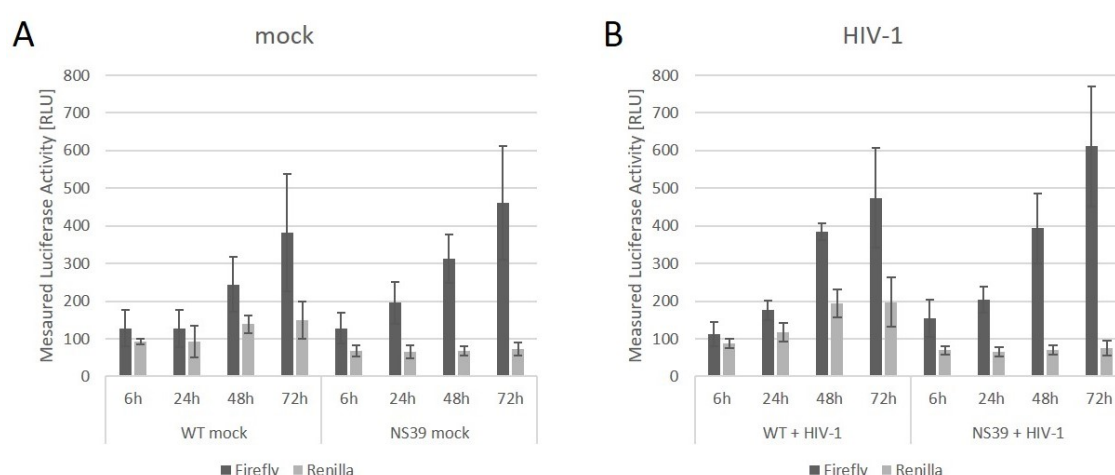 A
mock
Mesaured Luciferase Activity [RLU]
800
700
600
500
400
300
200
100
0
6h 24h 48h 72h 6h 24h 48h 72h
WT mock NS39 mock
Firefly Renilla
B
HIV-1
Measured Luciferase Activity [RLU]
800
700
600
500
400
300
200
100
0
6h 24h 48h 72h 6h 24h 48h 72h
WT + HIV-1 NS39 + HIV-1
Firefly Renilla